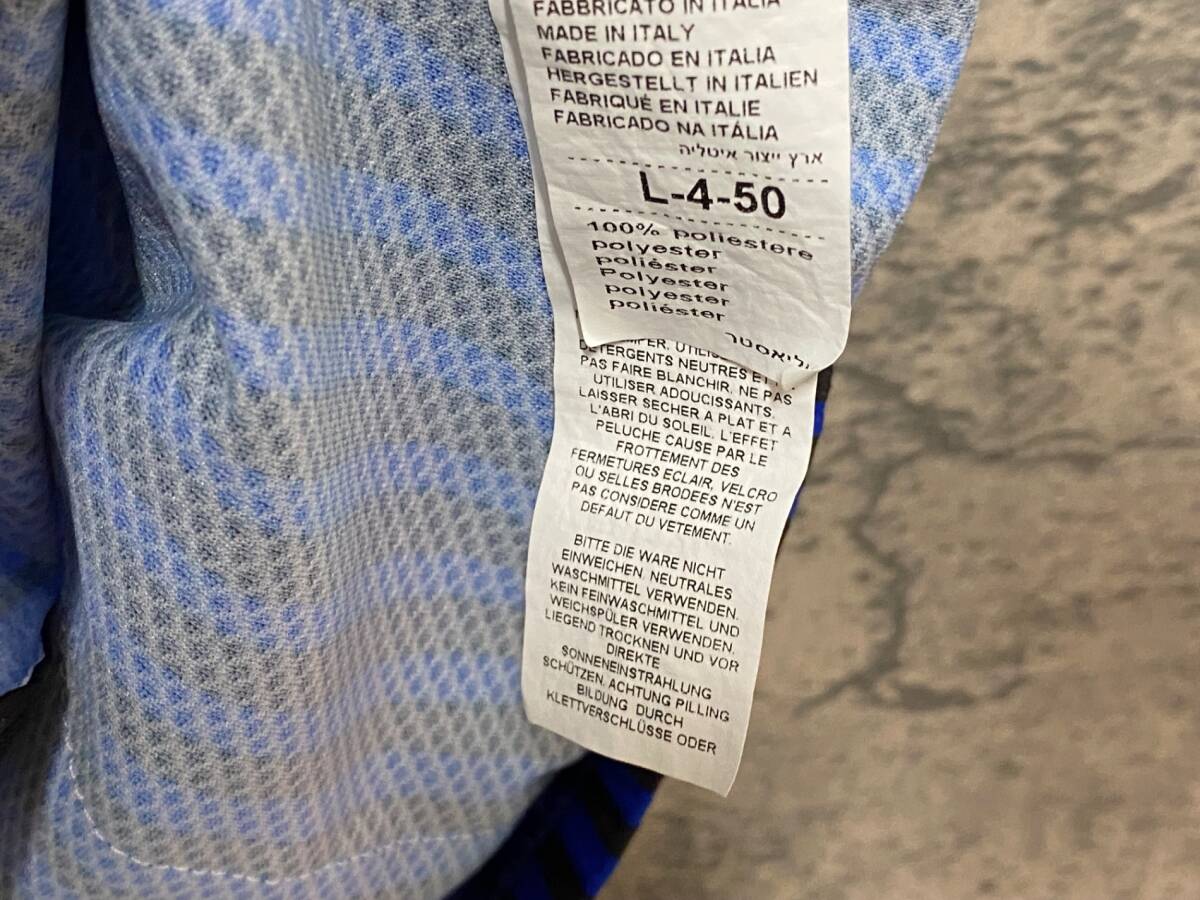 FABBRICATO IN ITALIA
MADE IN ITALY
FABRICADO EN ITALIA
HERGESTELLT IN ITALIEN
FABRIQUÉ EN ITALIE
FABRICADO NA ITÁLIA
ארץ ייצור איטליה
L-4-50
100% poliestere
polyester
poliéster
Polyester
polyester
poliéster
DETERGENTS NEUTRES ET
PAS FAIRE BLANCHIR. NE PAS
UTILISER ADOUCISSANTS.
LAISSER SECHER A PLAT ET A
L'ABRI DU SOLEIL. L'EFFET
PELUCHE CAUSE PAR LE
FROTTEMENT DES
FERMETURES ECLAIR, VELCRO
OU SELLES BRODEES N'EST
PAS CONSIDERE COMME UN
DEFAUT DU VETEMENT.
BITTE DIE WARE NICHT
EINWEICHEN. NEUTRALES
WASCHMITTEL VERWENDEN.
KEIN FEINWASCHMITTEL UND
WEICHSPÜLER VERWENDEN.
LIEGEND TROCKNEN UND VOR
DIREKTE
SONNENEINSTRAHLUNG
SCHÜTZEN. ACHTUNG PILLING
BILDUNG DURCH
KLETTVERSCHLÜSSE ODER